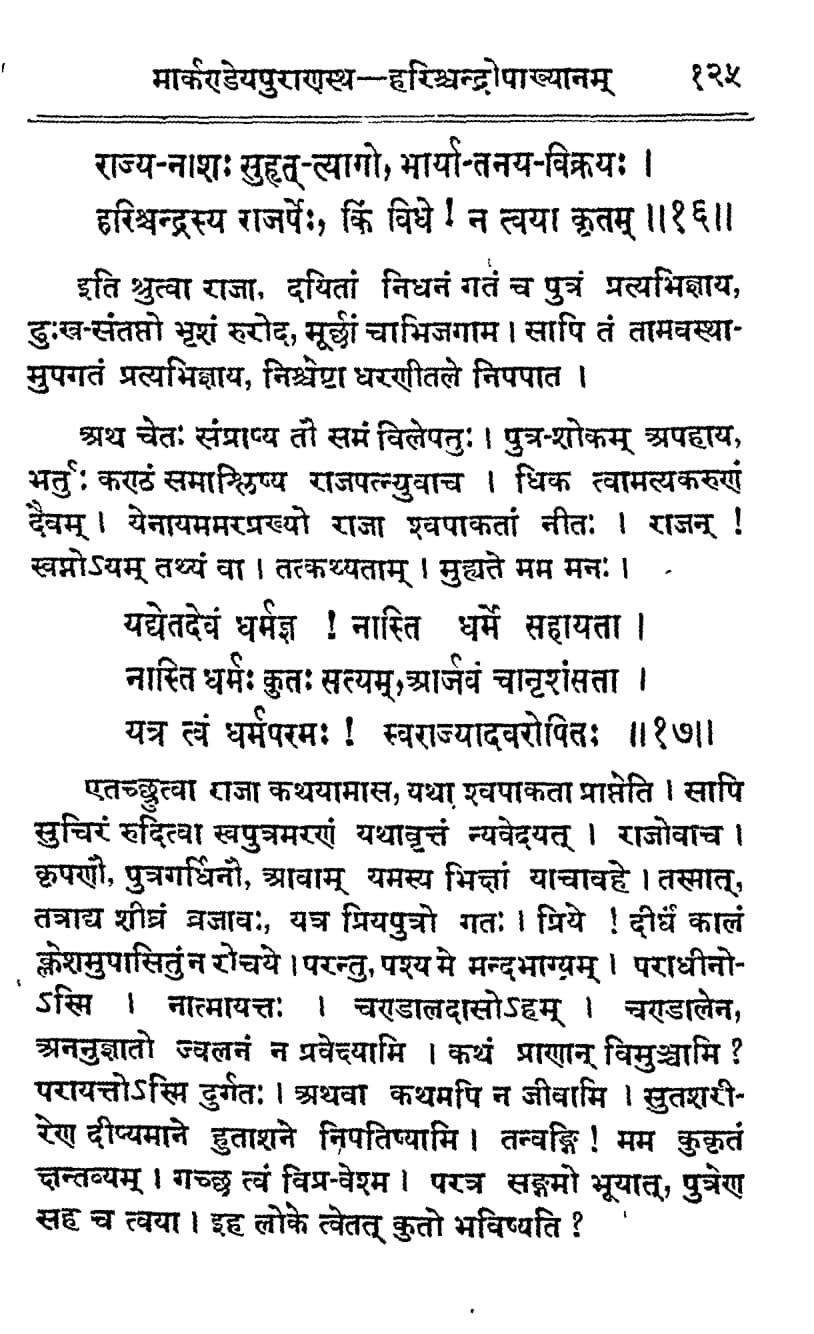 मार्कण्डेयपुराणस्थ—हरिश्चन्द्रोपाख्यानम् १२५
राज्य-नाशः सुहृत्-त्यागो, भार्या-तनय-विक्रयः ।
हरिश्चन्द्रस्य राजर्षेः, किं विधे ! न त्वया कृतम् ॥१६॥
इति श्रुत्वा राजा, दयितां निधनं गतं च पुत्रं प्रत्यभिज्ञाय,
दुःख-संतप्तो भृशं रुरोद, मूर्छां चाभिजगाम । सापि तं तामवस्था-
मुपगतं प्रत्यभिज्ञाय, निश्चेष्टा धरणीतले निपपात ।
अथ चेतः संप्राप्य तौ समं विलेपतुः । पुत्र-शोकम् अपहाय,
भर्तुः कण्ठं समाश्लिष्य राजपत्न्युवाच । धिक त्वामत्यकरुणं
दैवम् । येनायममरप्रख्यो राजा श्वपाकतां नीतः । राजन् !
स्वप्नोऽयम् तथ्यं वा । तत्कथ्यताम् । मुह्यते मम मनः ।
यद्येतदेवं धर्मज्ञ ! नास्ति धर्मे सहायता ।
नास्ति धर्मः कुतः सत्यम्, आर्जवं चानृशंसता ।
यत्र त्वं धर्मपरमः ! स्वराज्यादवरोपितः ॥१७॥
एतच्छ्रुत्वा राजा कथयामास, यथा श्वपाकता प्राप्तेति । सापि
सुचिरं रुदित्वा स्वपुत्रमरणं यथावृत्तं न्यवेदयत् । राजोवाच ।
कृपणौ, पुत्रगर्धिनौ, आवाम् यमस्य भिक्षां याचावहे । तस्मात्,
तत्राद्य शीघ्रं व्रजावः, यत्र प्रियपुत्रो गतः । प्रिये ! दीर्घं कालं
क्लेशमुपासितुं न रोचये । परन्तु, पश्य मे मन्दभाग्यम् । पराधीनो-
ऽस्मि । नात्मायत्तः । चण्डालदासोऽहम् । चण्डालेन,
अननुज्ञातो ज्वलनं न प्रवेदयामि । कथं प्राणान् विमुञ्चामि ?
परायत्तोऽस्मि दुर्गतः । अथवा कथमपि न जीवामि । सुतशरी-
रेण दीप्यमाने हुताशने निपतिष्यामि । तन्वङ्गि ! मम कुकृतं
क्षन्तव्यम् । गच्छ त्वं विप्र-वेश्म । परत्र सङ्गमो भूयात्, पुत्रेण
सह च त्वया । इह लोके त्वेतत् कुतो भविष्यति ?